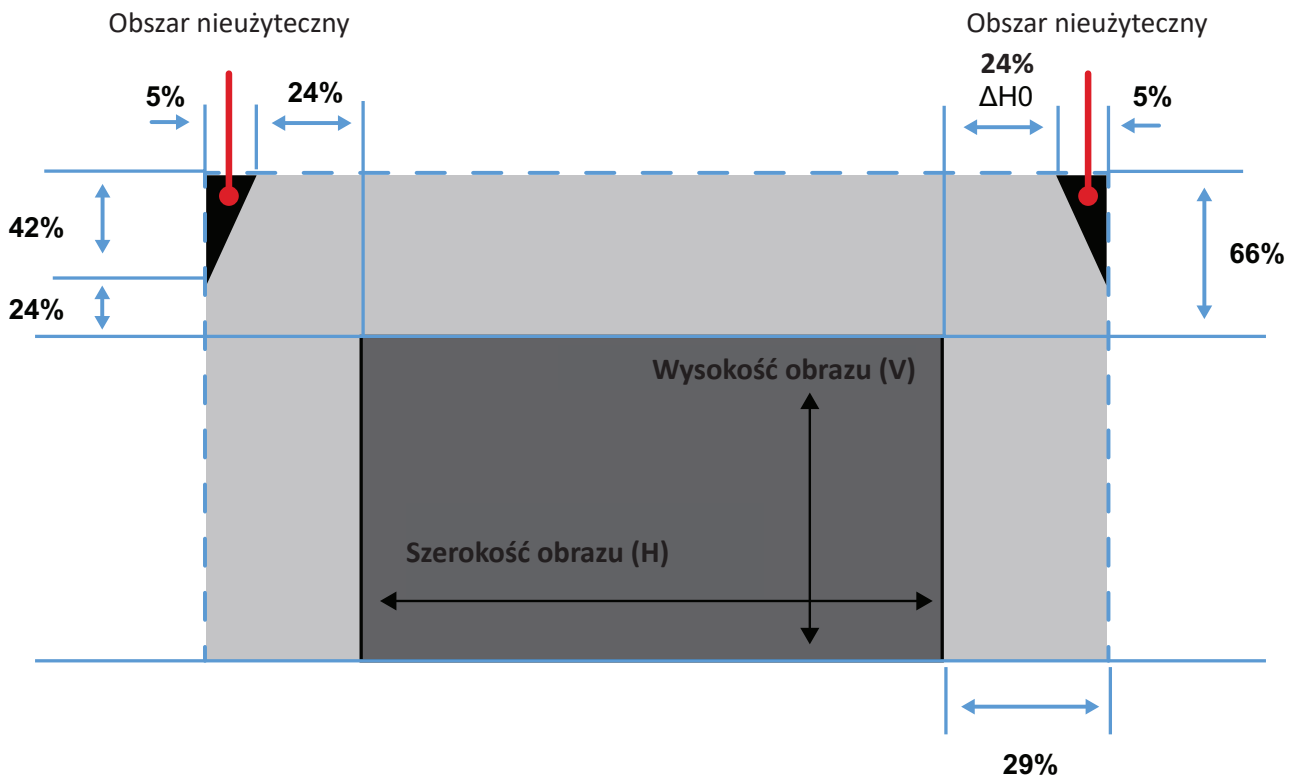 Obszar nieużyteczny
Obszar nieużyteczny
5%
24%
24%
ΔH0
5%
42%
24%
66%
Wysokość obrazu (V)
Szerokość obrazu (H)
29%